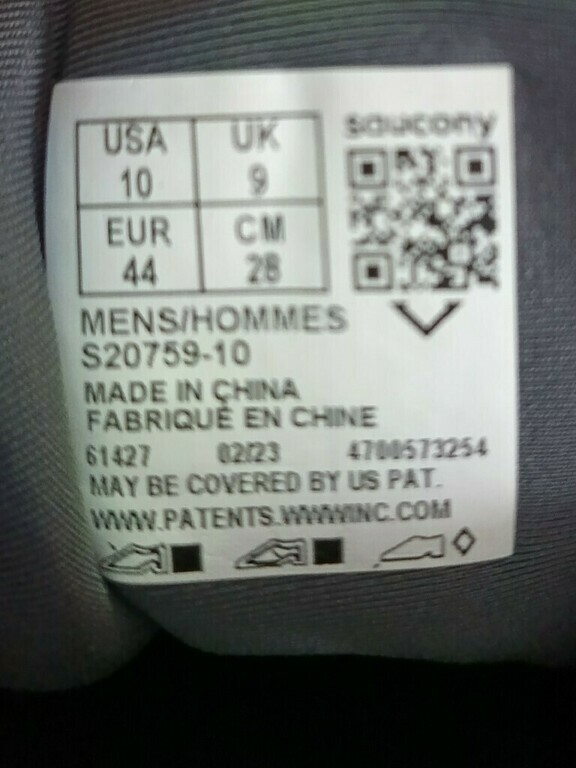 saucony
USA UK
10 9
EUR CM
44 28
MENS/HOMMES
S20759-10
MADE IN CHINA
FABRIQUÉ EN CHINE
61427 02/23 4700573254
MAY BE COVERED BY US PAT.
WWW.PATENTS.WWWINC.COM